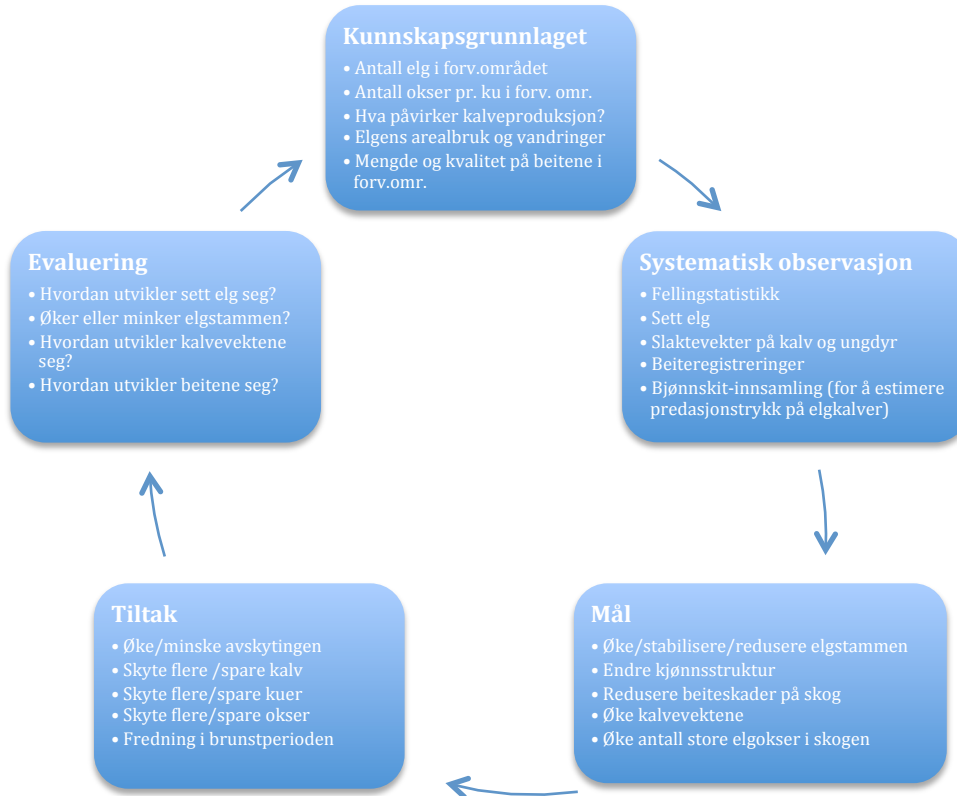 Kunnskapsgrunnlaget
• Antall elg i forv.området
• Antall okser pr. ku i forv. omr.
• Hva påvirker kalveproduksjon?
• Elgens arealbruk og vandringer
• Mengde og kvalitet på beitene i
forv.omr.
Systematisk observasjon
• Fellingstatistikk
• Sett elg
• Slaktevekter på kalv og ungdyr
• Beiteregistreringer
• Bjønnskit-innsamling (for å estimere
predasjonstrykk på elgkalver)
Mål
• Øke/stabilisere/redusere elgstammen
• Endre kjønnsstruktur
• Redusere beiteskader på skog
• Øke kalvevektene
• Øke antall store elgokser i skogen
Tiltak
• Øke/minske avskytingen
• Skyte flere /spare kalv
• Skyte flere/spare kuer
• Skyte flere/spare okser
• Fredning i brunstperioden
Evaluering
• Hvordan utvikler sett elg seg?
• Øker eller minker elgstammen?
• Hvordan utvikler kalvevektene
seg?
• Hvordan utvikler beitene seg?